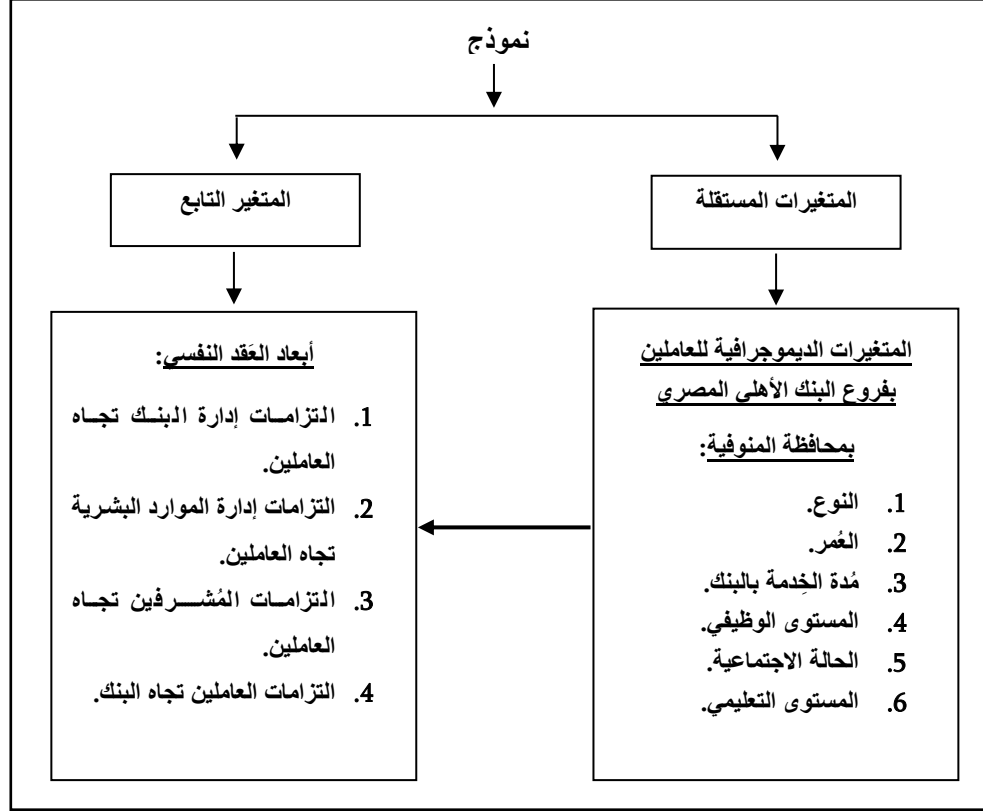 نموذج
المتغيرات المستقلة
المتغير التابع
المتغيرات الديموجرافية للعاملين
بفروع البنك الأهلي المصري
بمحافظة المنوفية:
1. النوع.
2. العُمر.
3. مُدة الخِدمة بالبنك.
4. المستوى الوظيفي.
5. الحالة الاجتماعية.
6. المستوى التعليمي.
أبعاد العَقد النفسي:
1. التزامات إدارة البنك تجاه
العاملين.
2. التزامات إدارة الموارد البشرية
تجاه العاملين.
3. التزامات المُشرفين تجاه
العاملين.
4. التزامات العاملين تجاه البنك.